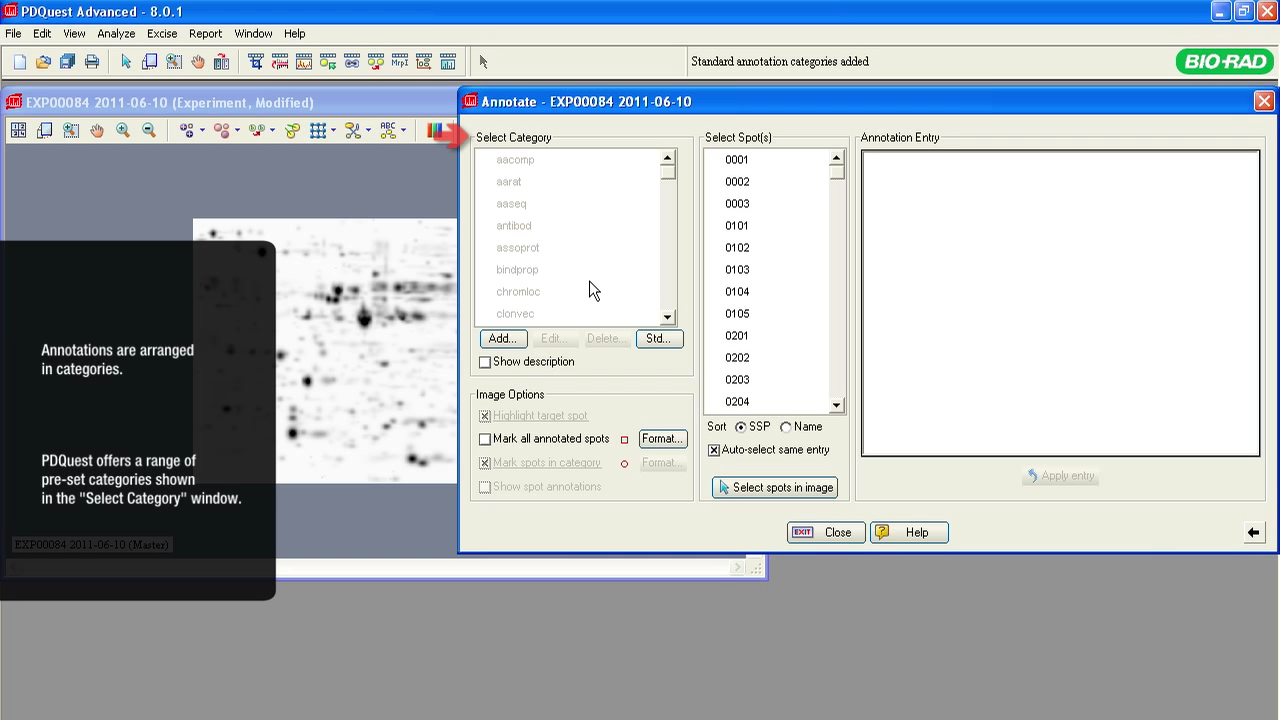 PDQuest Advanced - 8.0.1
File Edit View Analyze Excise Report Window Help
Standard annotation categories added
BIO-RAD
EXP00084 2011-06-10 (Experiment, Modified)
ABC
Annotate - EXP00084 2011-06-10
Select Category
aacomp
aarat
aaseq
antibod
assoprot
bindprop
chromloc
clonvec
Add... Edit... Delete... Std...
Show description
Image Options
Highlight target spot
Mark all annotated spots Format...
Mark spots in category Format...
Show spot annotations
Select Spot(s)
0001
0002
0003
0101
0102
0103
0104
0105
0201
0202
0203
0204
Sort SSP Name
Auto-select same entry
Select spots in image
Annotation Entry
Apply entry
EXIT Close ? Help
Annotations are arranged
in categories.
PDQuest offers a range of
pre-set categories shown
in the "Select Category" window.
EXP00084 2011-06-10 (Master)